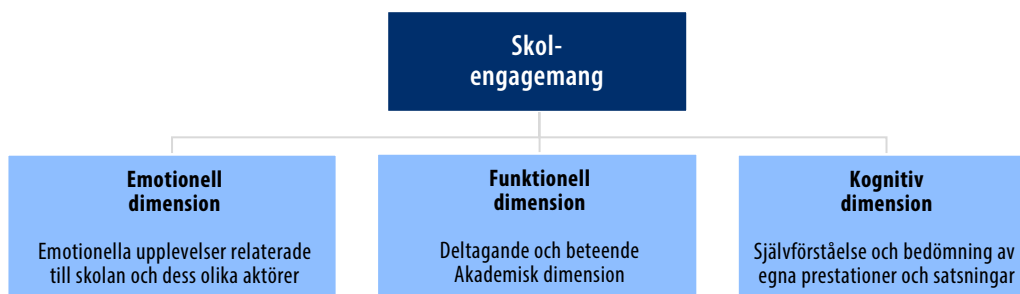 Skol-
engagemang
Emotionell
dimension
Emotionella upplevelser relaterade
till skolan och dess olika aktörer
Funktionell
dimension
Deltagande och beteende
Akademisk dimension
Kognitiv
dimension
Självförståelse och bedömning av
egna prestationer och satsningar